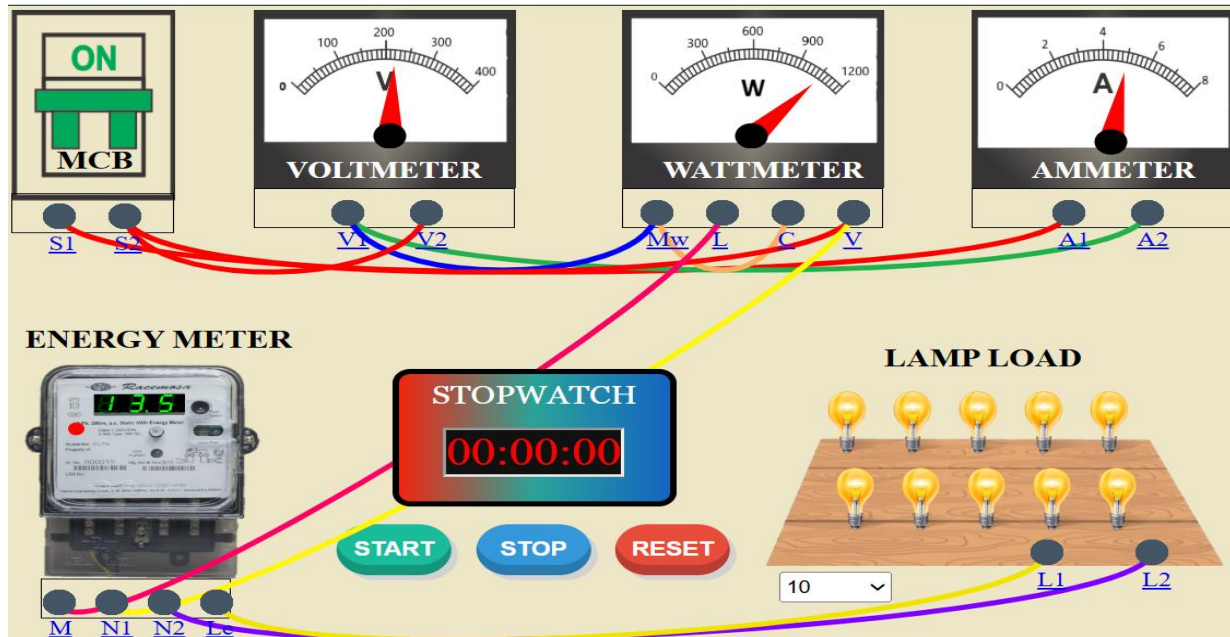 ON
MCB
S1 S2
0 100 200 300 400
V
VOLTMETER
V1 V2
0 300 600 900 1200
W
WATTMETER
Mw L C V
0 2 4 6 8
A
AMMETER
A1 A2
ENERGY METER
Racemosa
13.5
M N1 N2 Le
STOPWATCH
00:00:00
START STOP RESET
LAMP LOAD
10
L1 L2